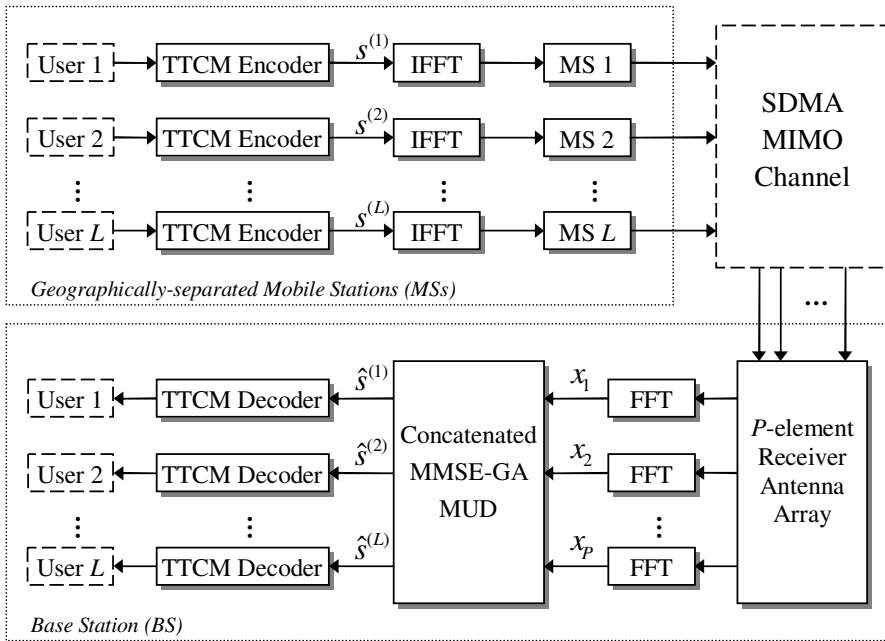 User 1 TTCM Encoder s^(1) IFFT MS 1
User 2 TTCM Encoder s^(2) IFFT MS 2
⋮ ⋮ ⋮ ⋮
User L TTCM Encoder s^(L) IFFT MS L
Geographically-separated Mobile Stations (MSs)
SDMA
MIMO
Channel
...
User 1 TTCM Decoder ŝ^(1)
User 2 TTCM Decoder ŝ^(2)
⋮ ⋮
User L TTCM Decoder ŝ^(L)
Concatenated
MMSE-GA
MUD
x_1 FFT
x_2 FFT
⋮
x_P FFT
P-element
Receiver
Antenna
Array
Base Station (BS)